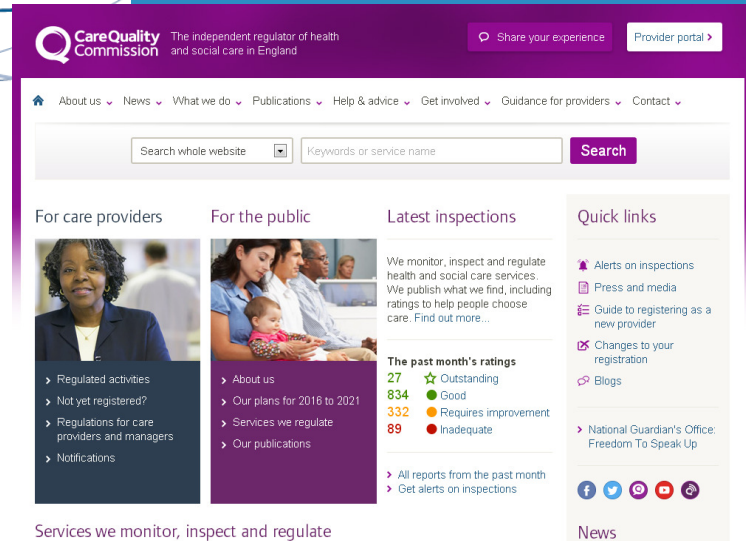 CareQuality
Commission
The independent regulator of health
and social care in England
Share your experience
Provider portal
About us
News
What we do
Publications
Help & advice
Get involved
Guidance for providers
Contact
Search whole website
Keywords or service name
Search
For care providers
Regulated activities
Not yet registered?
Regulations for care
providers and managers
Notifications
For the public
About us
Our plans for 2016 to 2021
Services we regulate
Our publications
Latest inspections
We monitor, inspect and regulate
health and social care services.
We publish what we find, including
ratings to help people choose
care. Find out more...
The past month's ratings
27 Outstanding
834 Good
332 Requires improvement
89 Inadequate
All reports from the past month
Get alerts on inspections
Quick links
Alerts on inspections
Press and media
Guide to registering as a
new provider
Changes to your
registration
Blogs
National Guardian's Office:
Freedom To Speak Up
Services we monitor, inspect and regulate
News